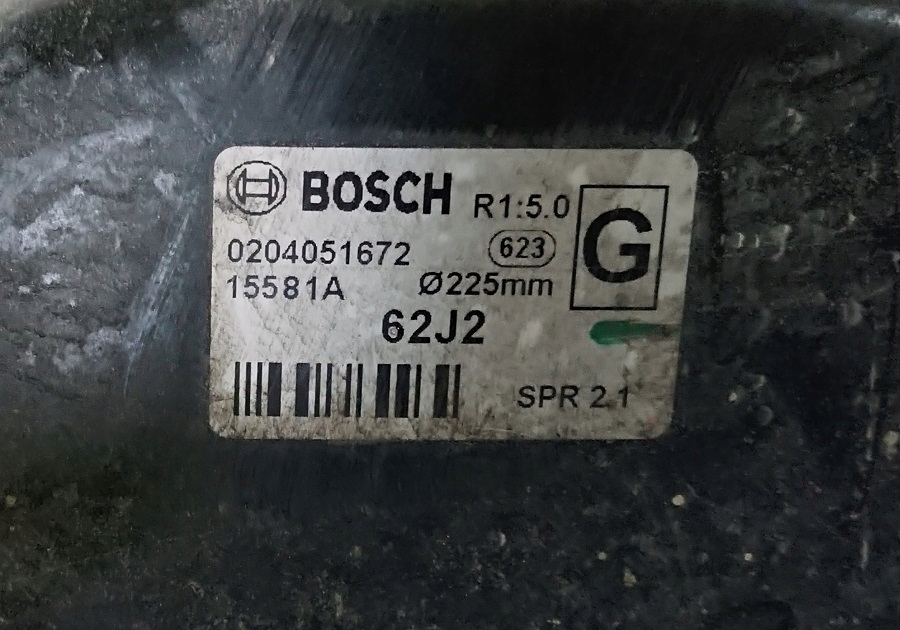 BOSCH R1:5.0 G
0204051672 623
15581A Ø225mm
62J2
SPR 2.1